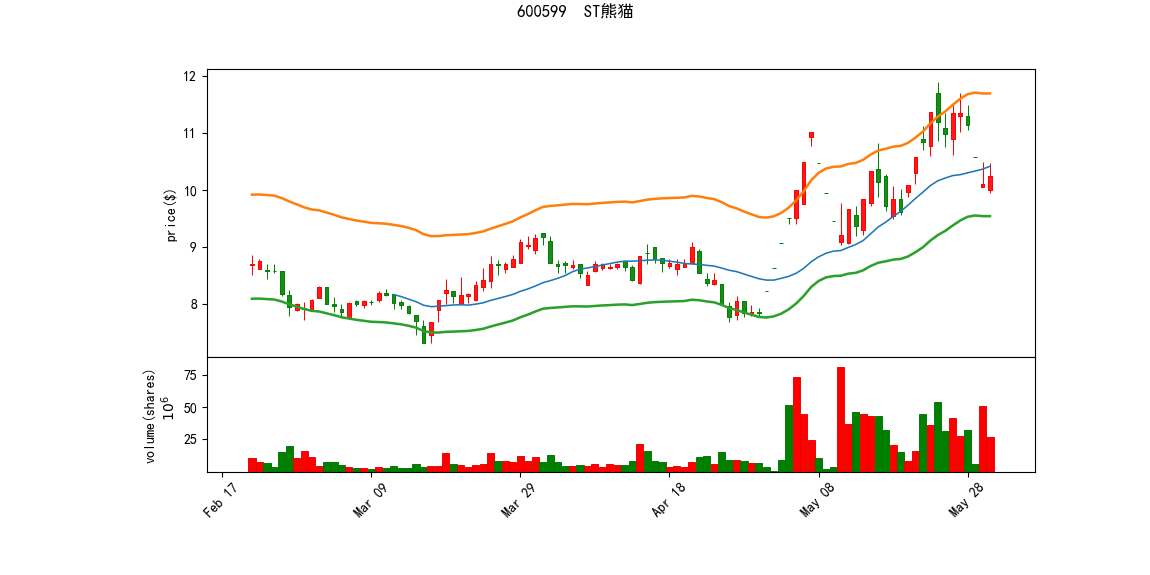 600599  ST熊猫
price($)
12
11
10
9
8
volume(shares)
10^6
75
50
25
Feb 17
Mar 09
Mar 29
Apr 18
May 08
May 28